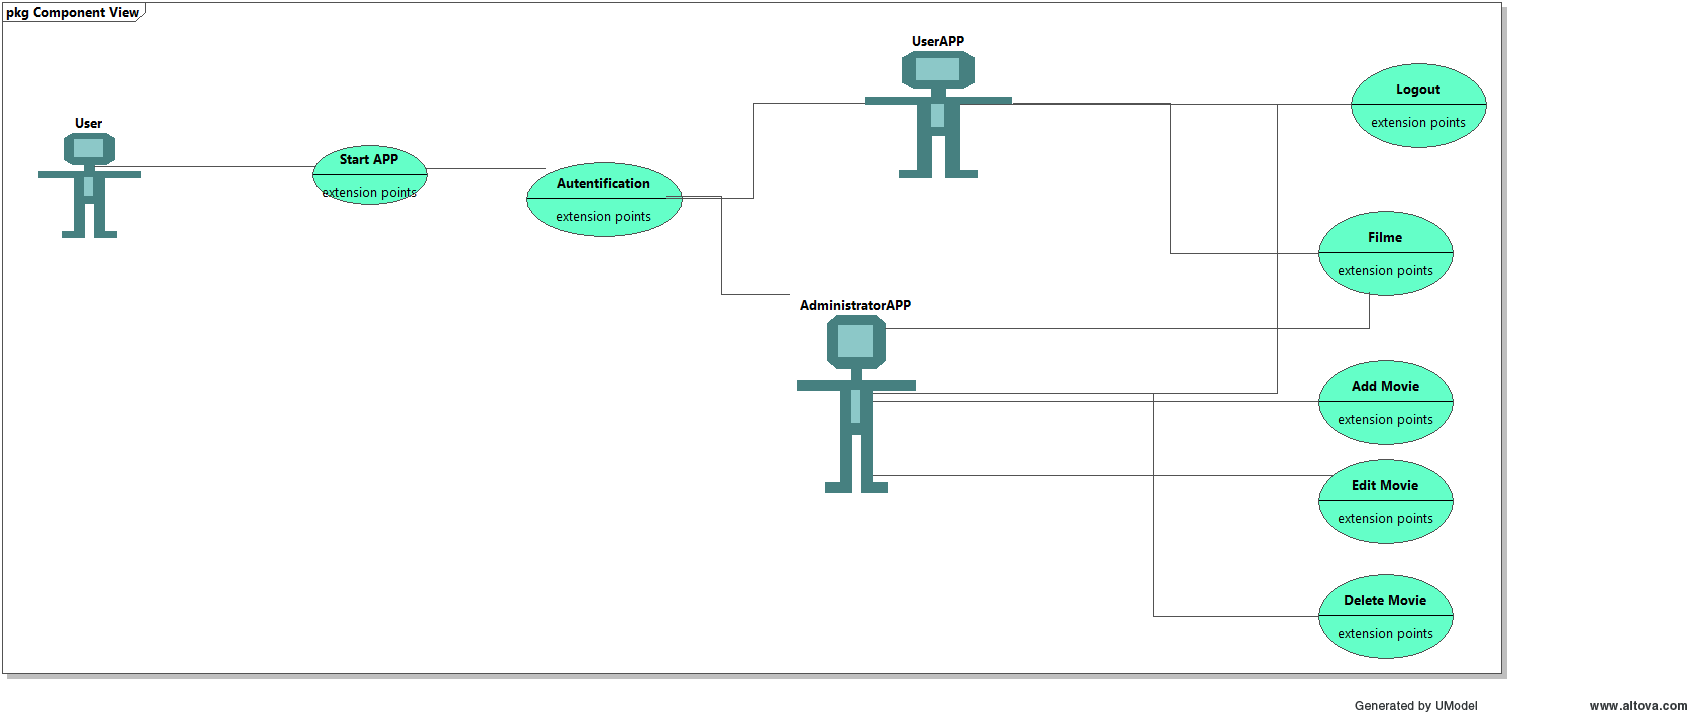 pkg Component View
UserAPP
Logout
extension points
User
Start APP
extension points
Autentification
extension points
Filme
extension points
AdministratorAPP
Add Movie
extension points
Edit Movie
extension points
Delete Movie
extension points
Generated by UModel
www.altova.com